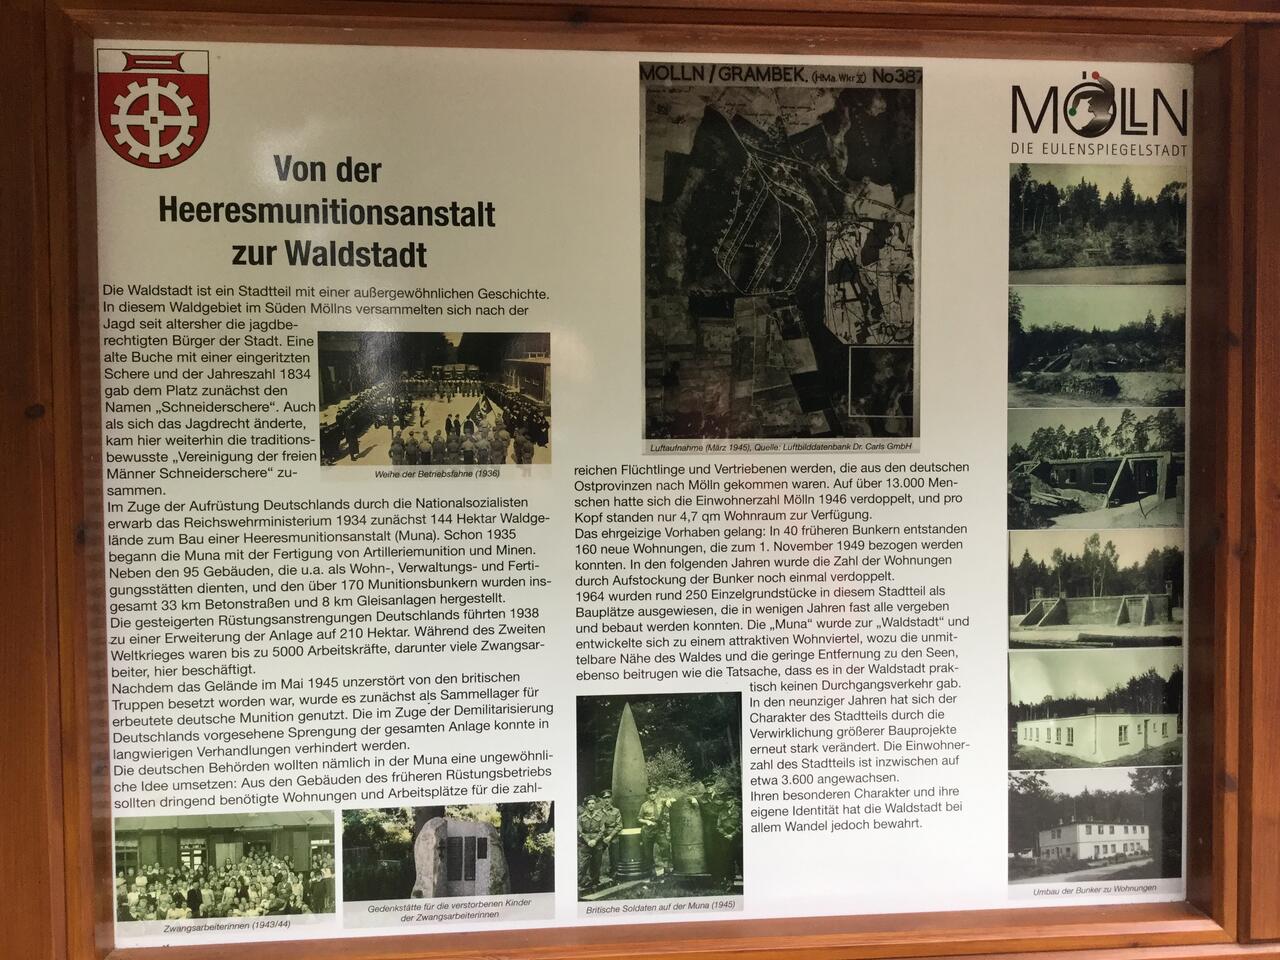 Von der
Heeresmunitionsanstalt
zur Waldstadt
Die Waldstadt ist ein Stadtteil mit einer außergewöhnlichen Geschichte.
In diesem Waldgebiet im Süden Möllns versammelten sich nach der
Jagd seit altersher die jagdbe-
rechtigten Bürger der Stadt. Eine
alte Buche mit einer eingeritzten
Schere und der Jahreszahl 1834
gab dem Platz zunächst den
Namen „Schneiderschere“. Auch
als sich das Jagdrecht änderte,
kam hier weiterhin die traditions-
bewusste „Vereinigung der freien
Männer Schneiderschere“ zu-
sammen.
Weihe der Betriebsfahne (1936)
Im Zuge der Aufrüstung Deutschlands durch die Nationalsozialisten
erwarb das Reichswehrministerium 1934 zunächst 144 Hektar Waldge-
lände zum Bau einer Heeresmunitionsanstalt (Muna). Schon 1935
begann die Muna mit der Fertigung von Artilleriemunition und Minen.
Neben den 95 Gebäuden, die u.a. als Wohn-, Verwaltungs- und Ferti-
gungsstätten dienten, und den über 170 Munitionsbunkern wurden ins-
gesamt 33 km Betonstraßen und 8 km Gleisanlagen hergestellt.
Die gesteigerten Rüstungsanstrengungen Deutschlands führten 1938
zu einer Erweiterung der Anlage auf 210 Hektar. Während des Zweiten
Weltkrieges waren bis zu 5000 Arbeitskräfte, darunter viele Zwangsar-
beiter, hier beschäftigt.
Nachdem das Gelände im Mai 1945 unzerstört von den britischen
Truppen besetzt worden war, wurde es zunächst als Sammellager für
erbeutete deutsche Munition genutzt. Die im Zuge der Demilitarisierung
Deutschlands vorgesehene Sprengung der gesamten Anlage konnte in
langwierigen Verhandlungen verhindert werden.
Die deutschen Behörden wollten nämlich in der Muna eine ungewöhnli-
che Idee umsetzen: Aus den Gebäuden des früheren Rüstungsbetriebs
sollten dringend benötigte Wohnungen und Arbeitsplätze für die zahl-
Zwangsarbeiterinnen (1943/44)
Gedenkstätte für die verstorbenen Kinder
der Zwangsarbeiterinnen
MOLLN/GRAMBEK. (HMa. Wkr X) No 387
Luftaufnahme (März 1945), Quelle: Luftbilddatenbank Dr. Carls GmbH
reichen Flüchtlinge und Vertriebenen werden, die aus den deutschen
Ostprovinzen nach Mölln gekommen waren. Auf über 13.000 Men-
schen hatte sich die Einwohnerzahl Mölln 1946 verdoppelt, und pro
Kopf standen nur 4,7 qm Wohnraum zur Verfügung.
Das ehrgeizige Vorhaben gelang: In 40 früheren Bunkern entstanden
160 neue Wohnungen, die zum 1. November 1949 bezogen werden
konnten. In den folgenden Jahren wurde die Zahl der Wohnungen
durch Aufstockung der Bunker noch einmal verdoppelt.
1964 wurden rund 250 Einzelgrundstücke in diesem Stadtteil als
Bauplätze ausgewiesen, die in wenigen Jahren fast alle vergeben
und bebaut werden konnten. Die „Muna“ wurde zur „Waldstadt“ und
entwickelte sich zu einem attraktiven Wohnviertel, wozu die unmit-
telbare Nähe des Waldes und die geringe Entfernung zu den Seen,
ebenso beitrugen wie die Tatsache, dass es in der Waldstadt prak-
tisch keinen Durchgangsverkehr gab.
In den neunziger Jahren hat sich der
Charakter des Stadtteils durch die
Verwirklichung größerer Bauprojekte
erneut stark verändert. Die Einwohner-
zahl des Stadtteils ist inzwischen auf
etwa 3.600 angewachsen.
Ihren besonderen Charakter und ihre
eigene Identität hat die Waldstadt bei
allem Wandel jedoch bewahrt.
Britische Soldaten auf der Muna (1945)
MÖLLN
DIE EULENSPIEGELSTADT
Umbau der Bunker zu Wohnungen